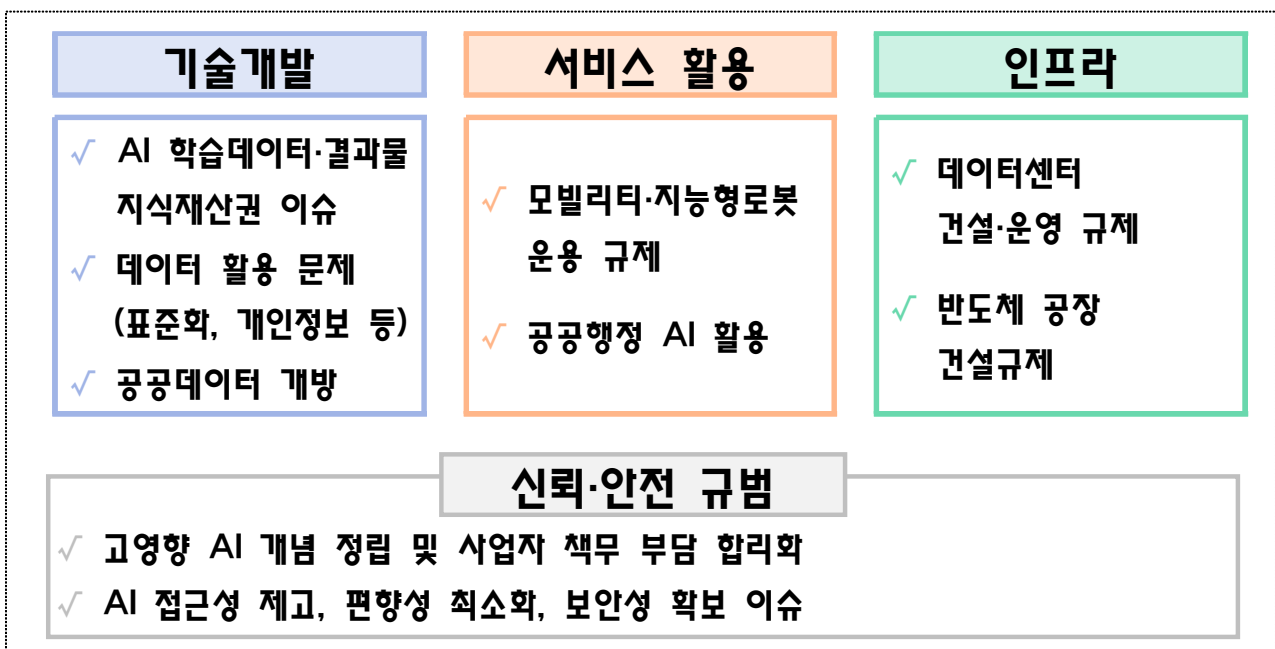 기술개발
√ AI 학습데이터·결과물
지식재산권 이슈
√ 데이터 활용 문제
(표준화, 개인정보 등)
√ 공공데이터 개방
서비스 활용
√ 모빌리티·지능형로봇
운용 규제
√ 공공행정 AI 활용
인프라
√ 데이터센터
건설·운영 규제
√ 반도체 공장
건설규제
신뢰·안전 규범
√ 고영향 AI 개념 정립 및 사업자 책무 부담 합리화
√ AI 접근성 제고, 편향성 최소화, 보안성 확보 이슈